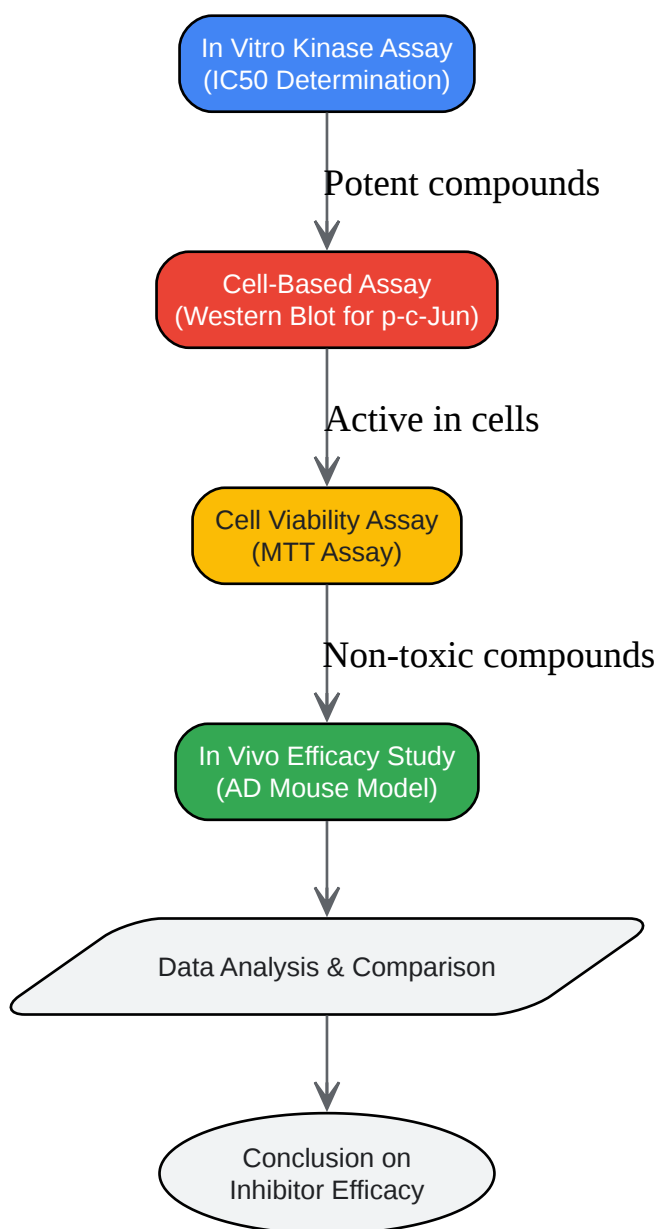 In Vitro Kinase Assay
(IC50 Determination)
Potent compounds
Cell-Based Assay
(Western Blot for p-c-Jun)
Active in cells
Cell Viability Assay
(MTT Assay)
Non-toxic compounds
In Vivo Efficacy Study
(AD Mouse Model)
Data Analysis & Comparison
Conclusion on
Inhibitor Efficacy